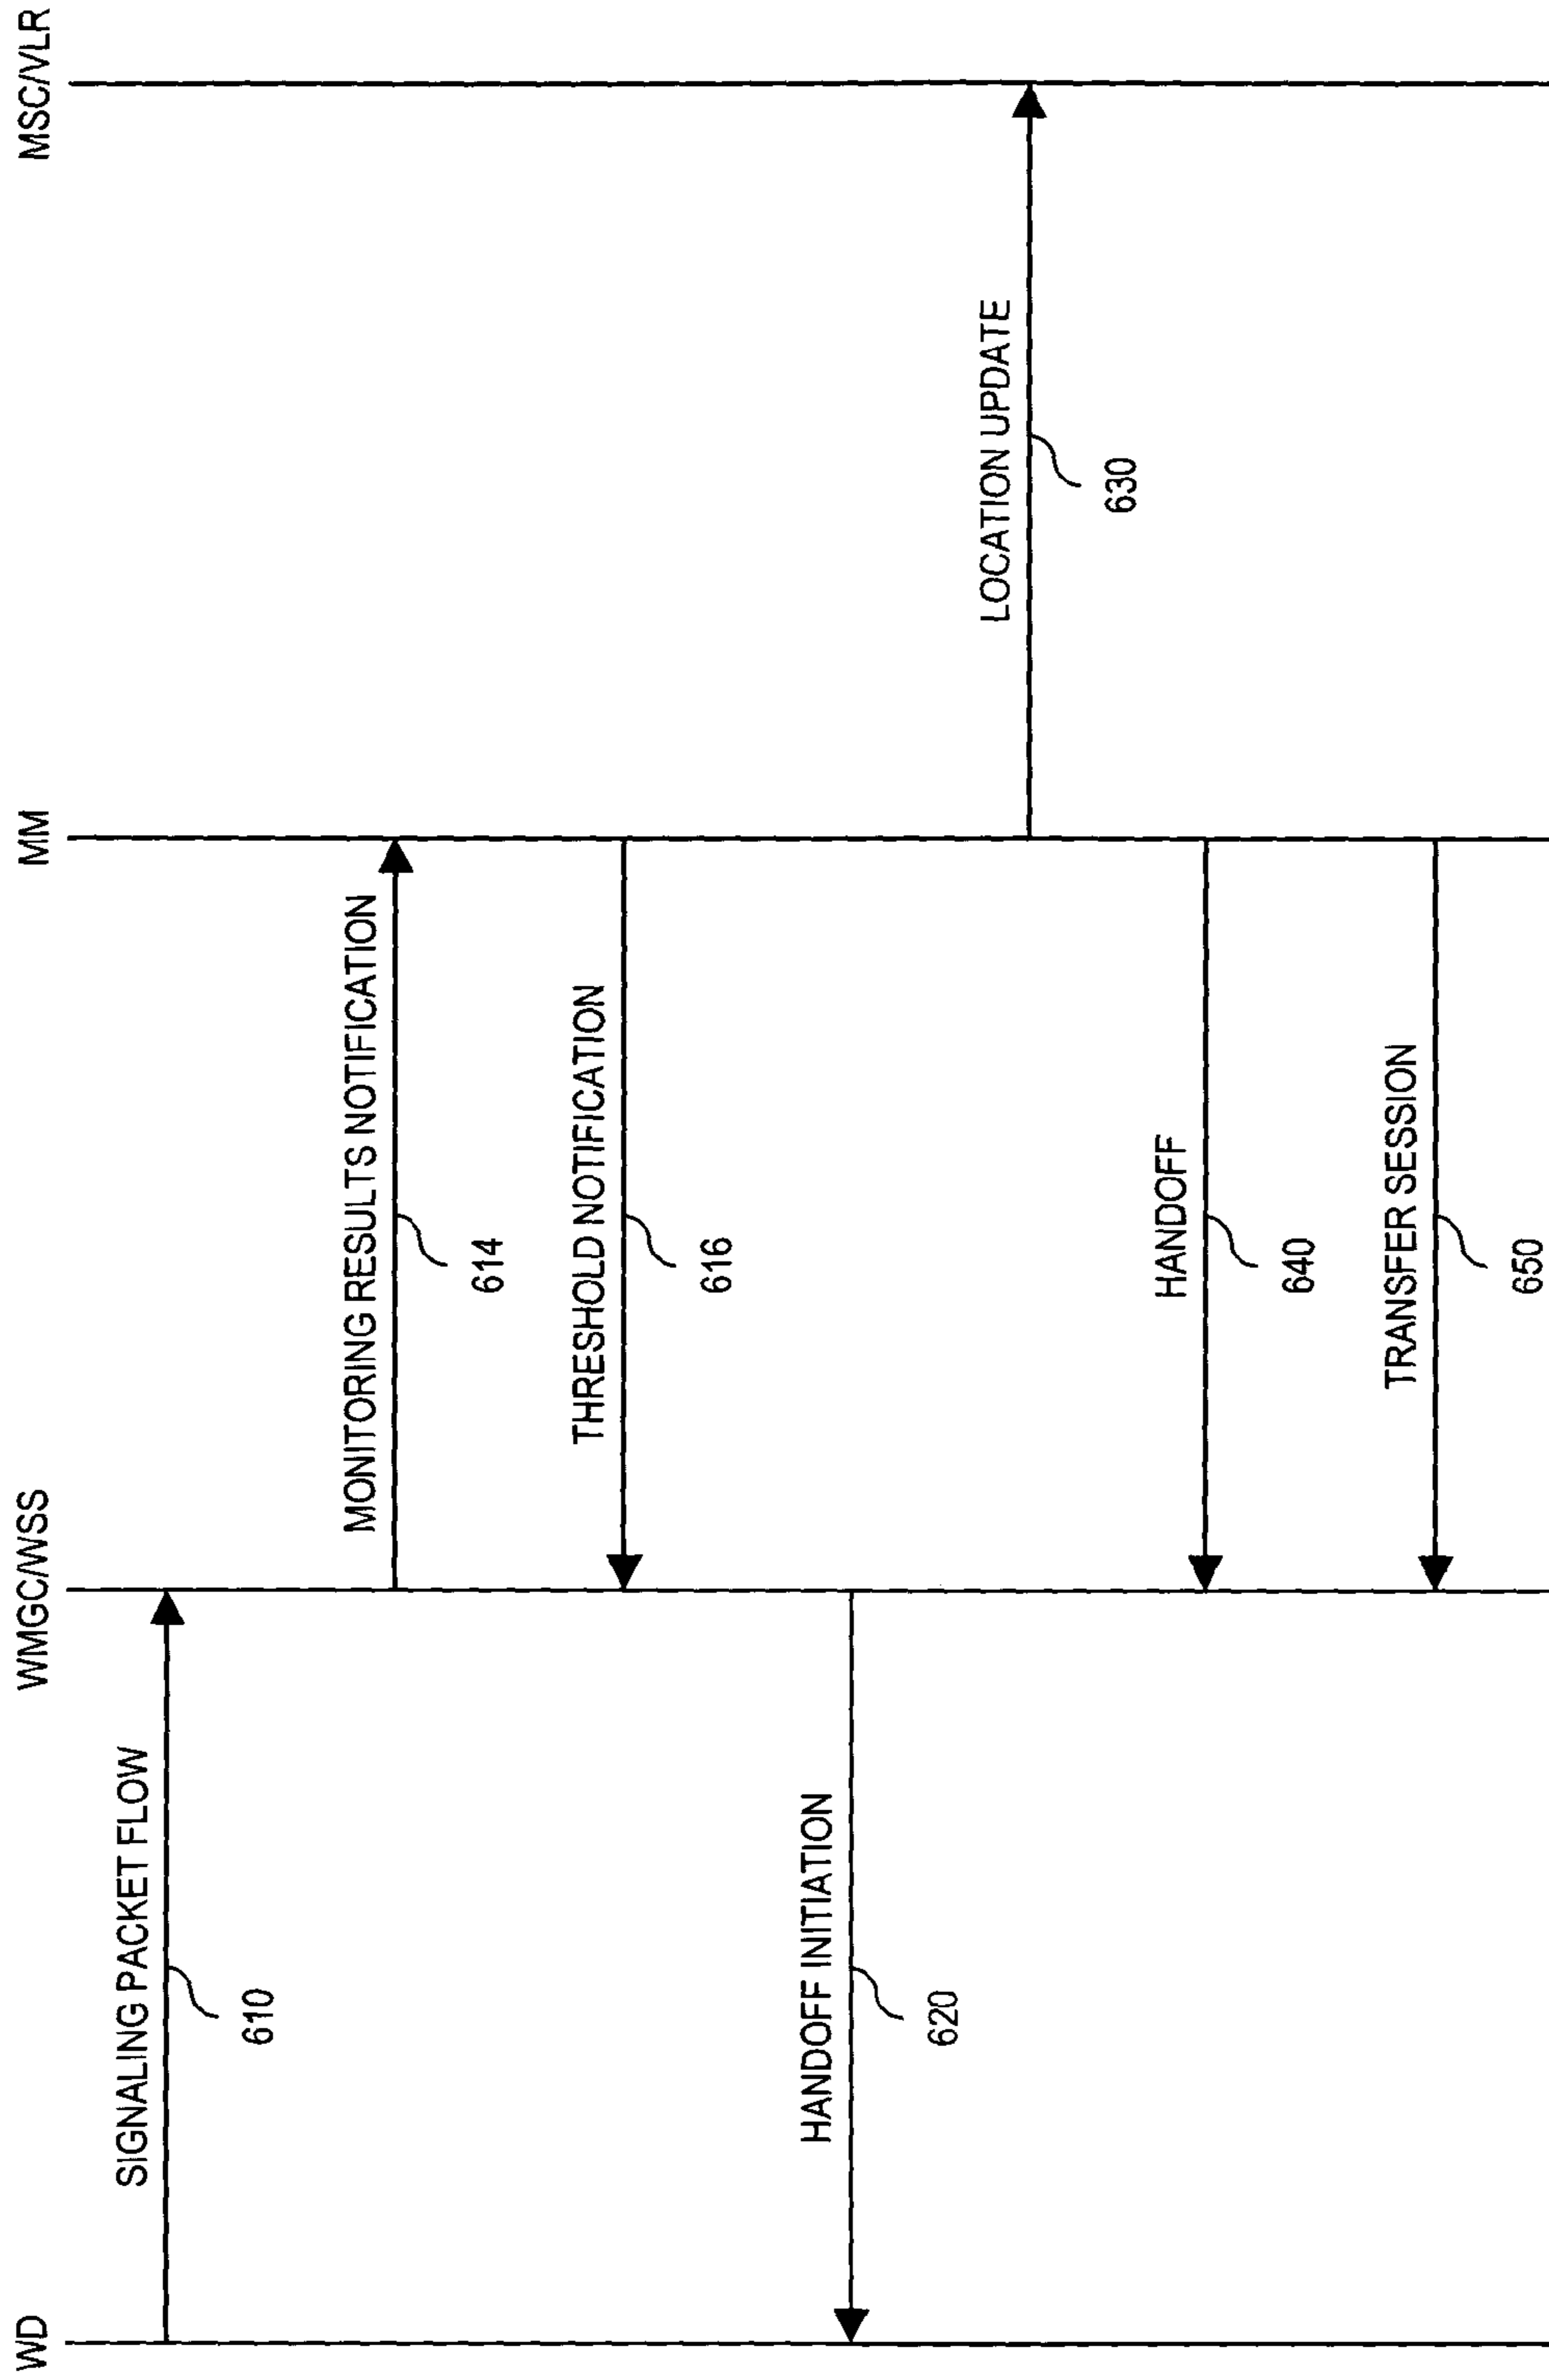 WD
WMGC/WSS
MM
MSC/VLR
SIGNALING PACKET FLOW
610
MONITORING RESULTS NOTIFICATION
614
THRESHOLD NOTIFICATION
616
HANDOFF INITIATION
620
LOCATION UPDATE
630
HANDOFF
640
TRANSFER SESSION
650